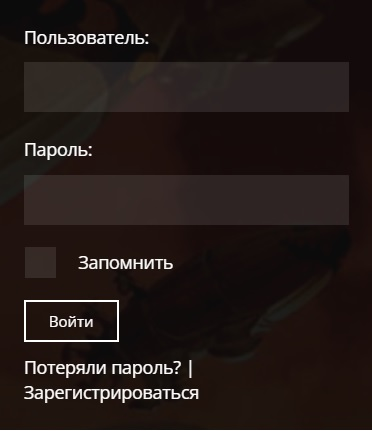 Пользователь:
Пароль:
Запомнить
Войти
Потеряли пароль? |
Зарегистрироваться